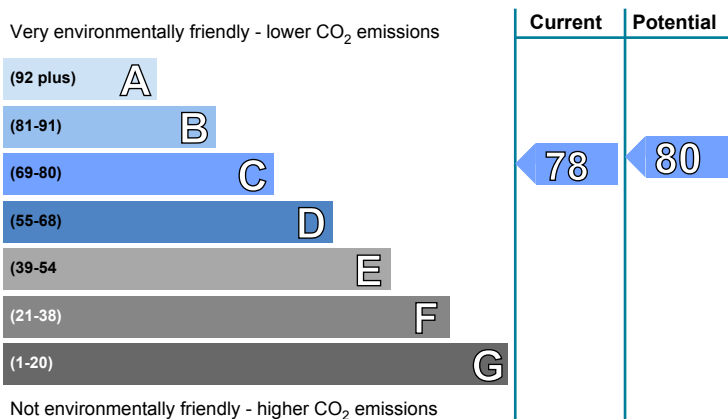 Current Potential
Very environmentally friendly - lower CO2 emissions
(92 plus) A
(81-91) B
(69-80) C
78 80
(55-68) D
(39-54 E
(21-38) F
(1-20) G
Not environmentally friendly - higher CO2 emissions